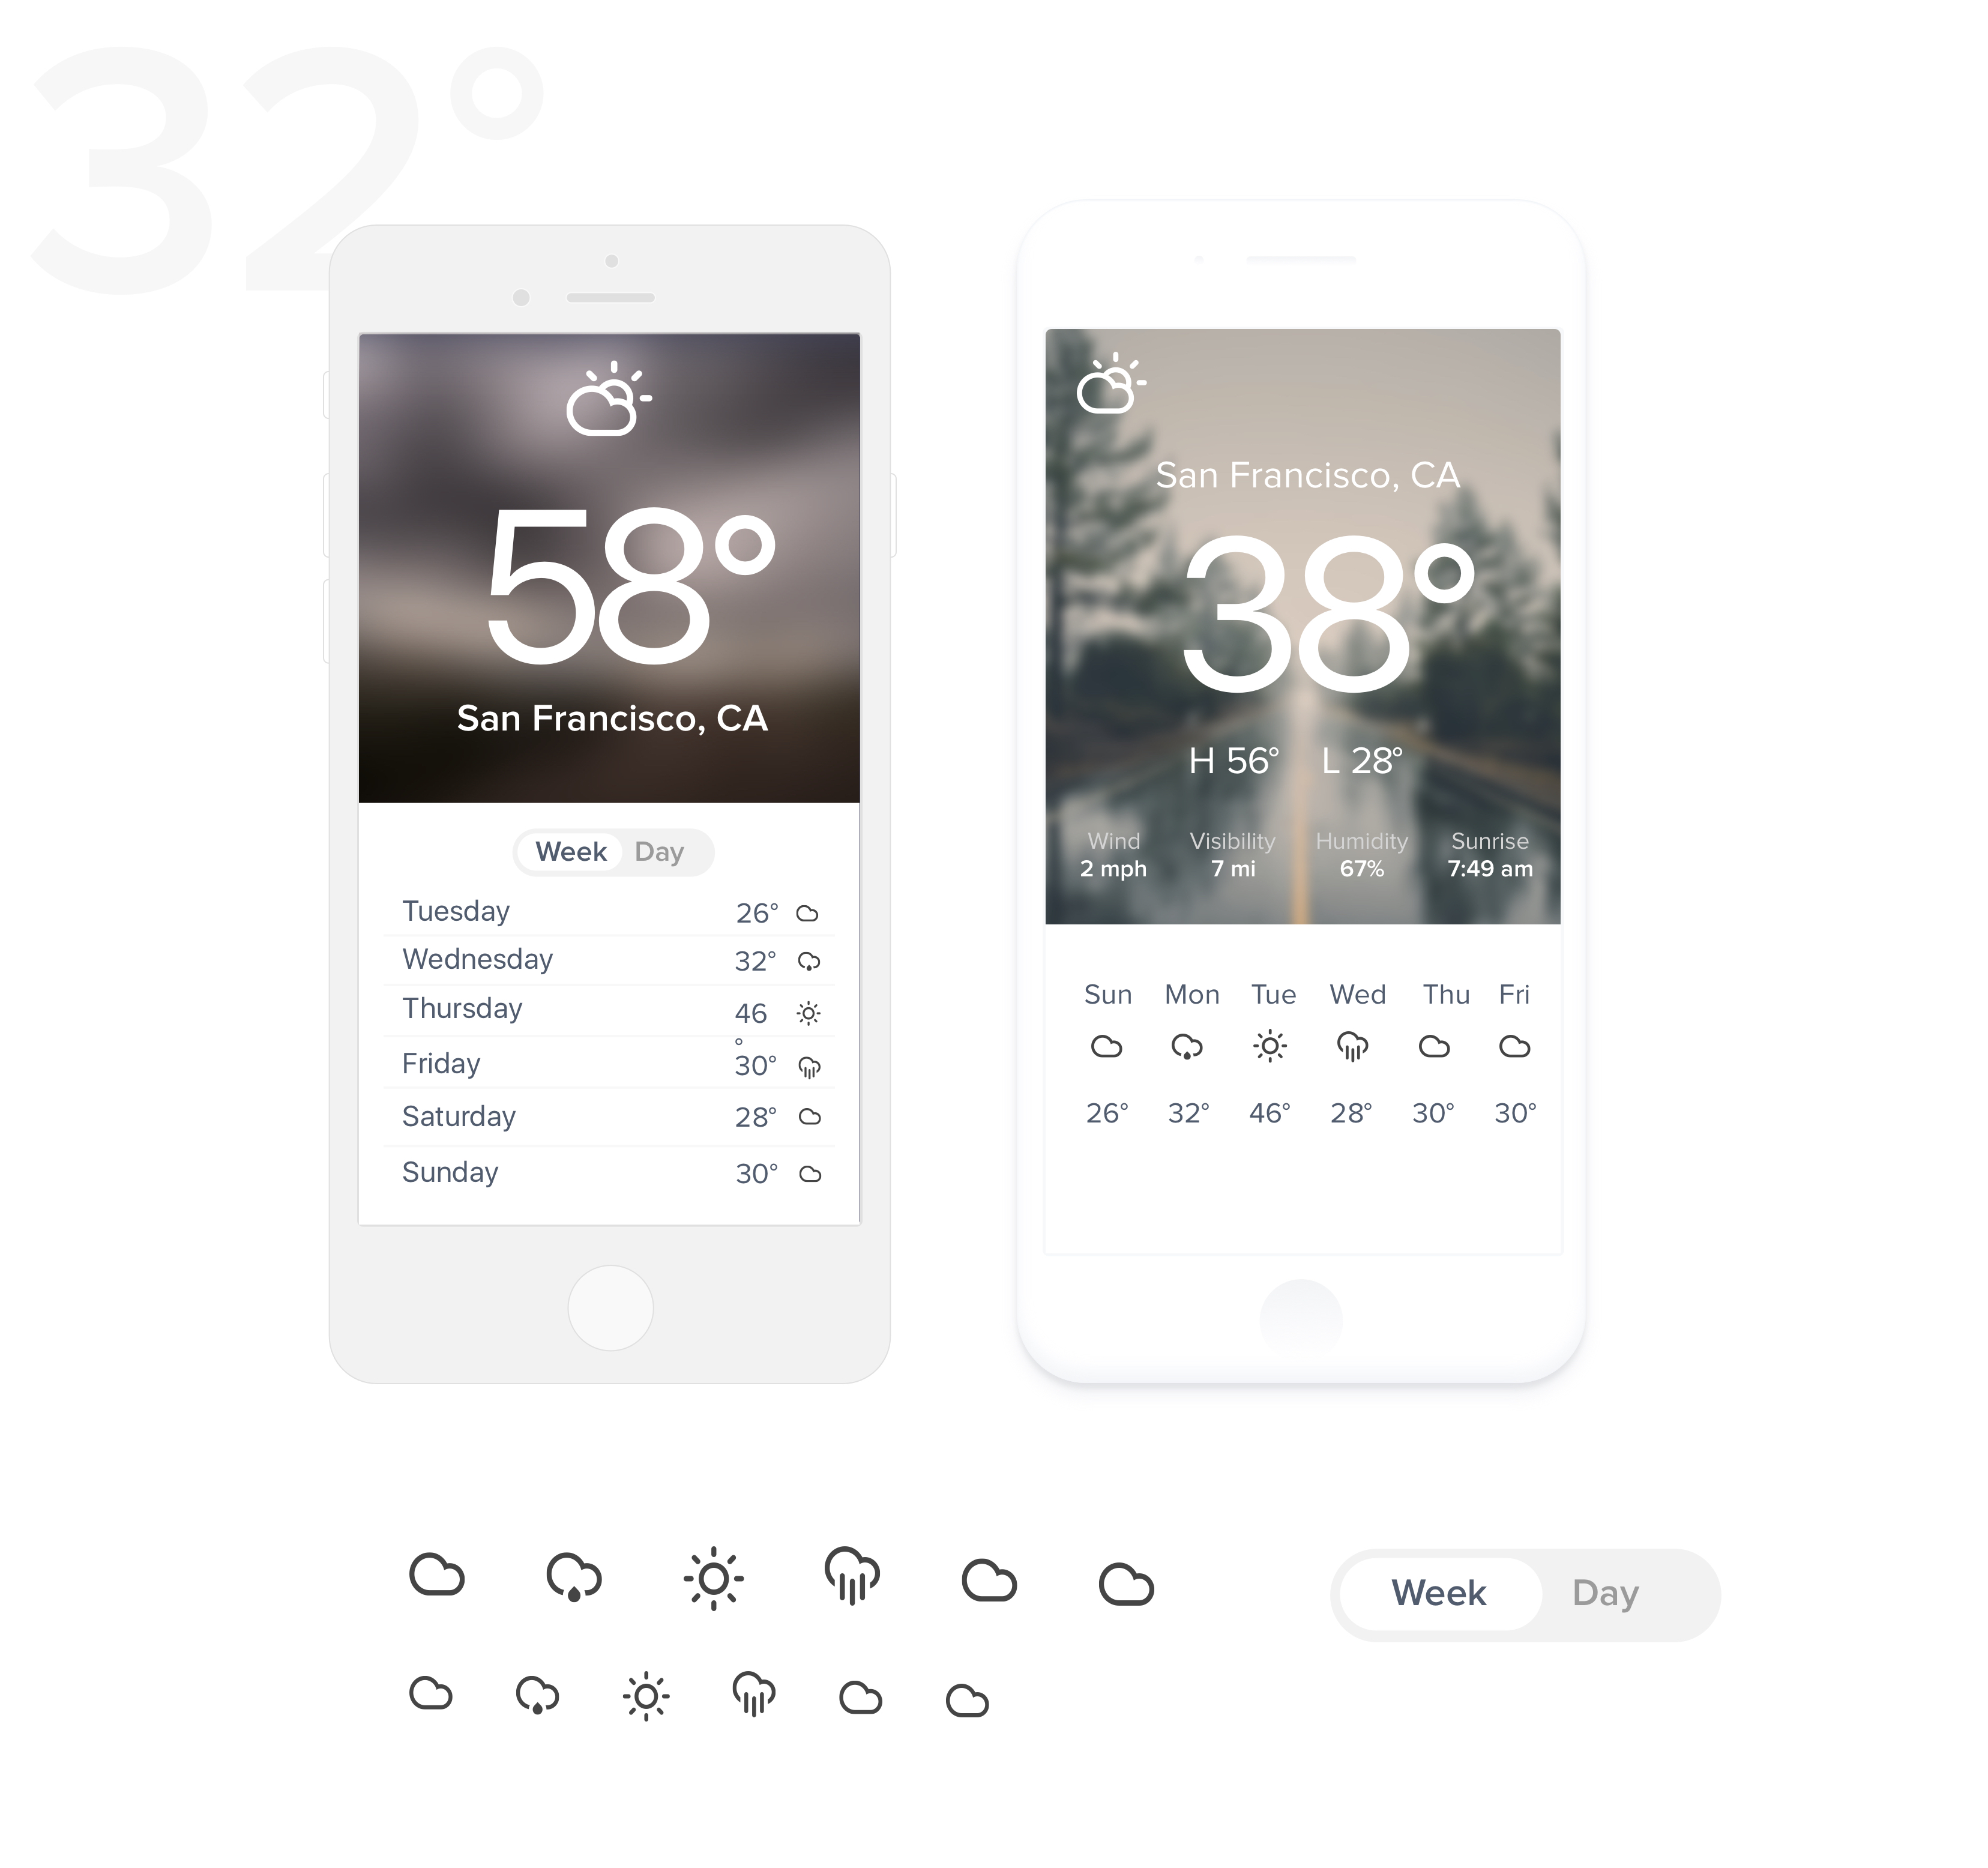 32°
58°
San Francisco, CA
Week Day
Tuesday 26°
Wednesday 32°
Thursday 46
°
Friday 30°
Saturday 28°
Sunday 30°
San Francisco, CA
38°
H 56° L 28°
Wind Visibility Humidity Sunrise
2 mph 7 mi 67% 7:49 am
Sun Mon Tue Wed Thu Fri
26° 32° 46° 28° 30° 30°
Week Day